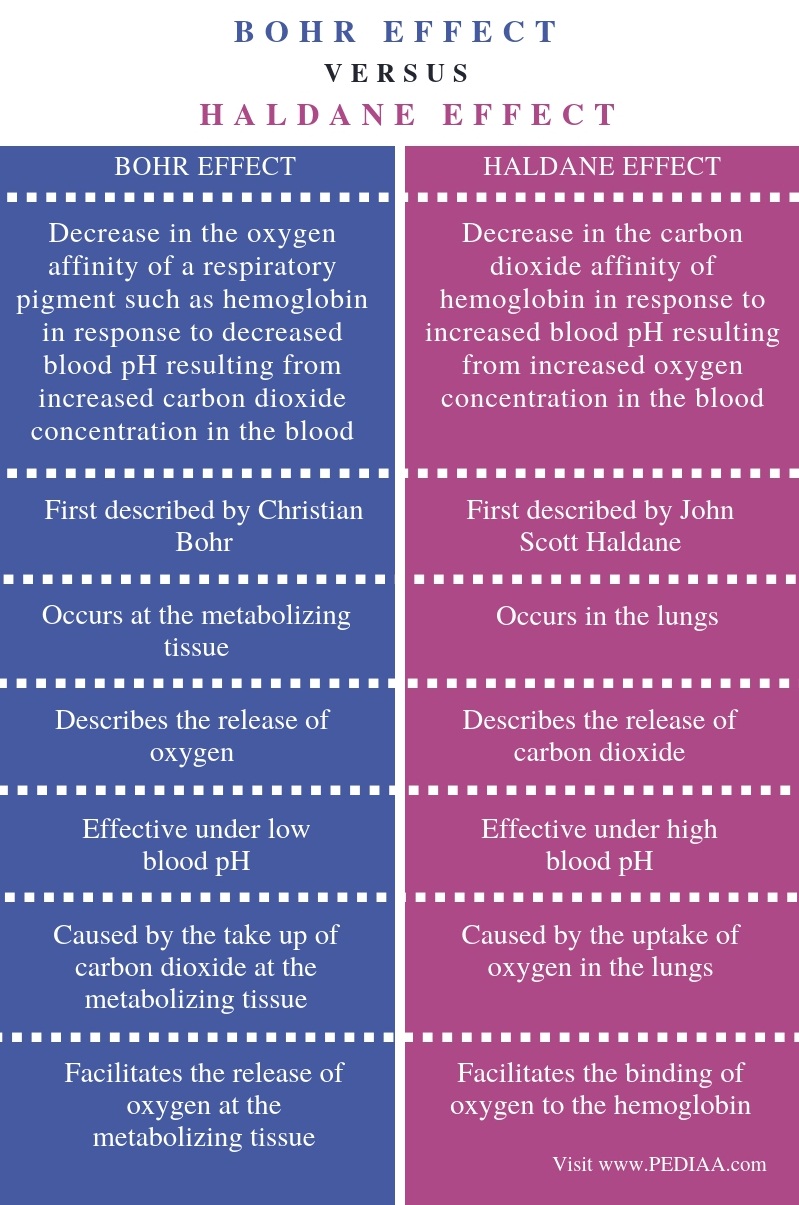 BOHR EFFECT
VERSUS
HALDANE EFFECT
BOHR EFFECT
Decrease in the oxygen
affinity of a respiratory
pigment such as hemoglobin
in response to decreased
blood pH resulting from
increased carbon dioxide
concentration in the blood
First described by Christian
Bohr
Occurs at the metabolizing
tissue
Describes the release of
oxygen
Effective under low
blood pH
Caused by the take up of
carbon dioxide at the
metabolizing tissue
Facilitates the release of
oxygen at the
metabolizing tissue
HALDANE EFFECT
Decrease in the carbon
dioxide affinity of
hemoglobin in response to
increased blood pH resulting
from increased oxygen
concentration in the blood
First described by John
Scott Haldane
Occurs in the lungs
Describes the release of
carbon dioxide
Effective under high
blood pH
Caused by the uptake of
oxygen in the lungs
Facilitates the binding of
oxygen to the hemoglobin
Visit www.PEDIAA.com